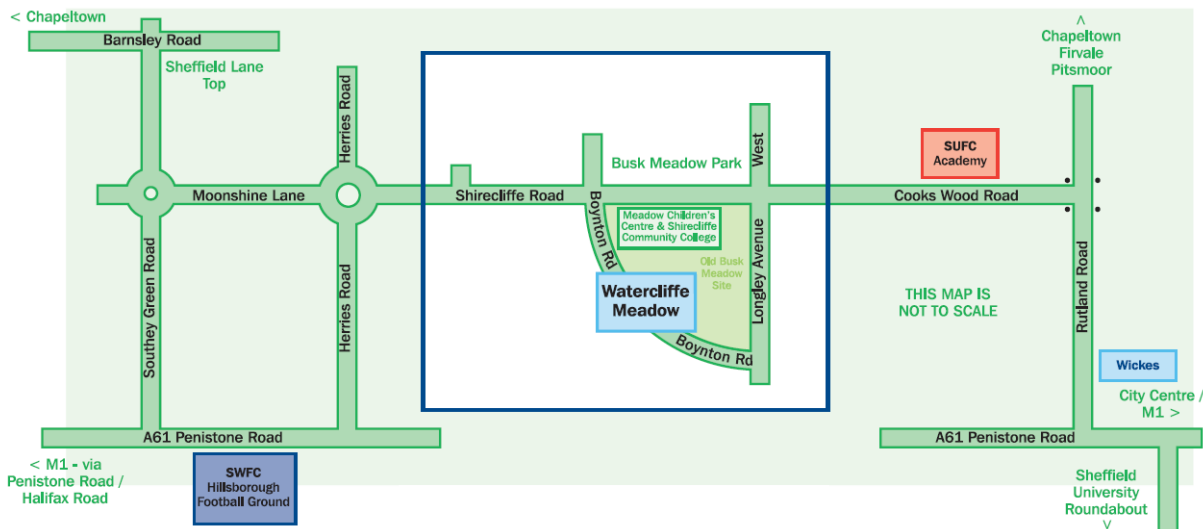 < Chapeltown
Barnsley Road
Sheffield Lane
Top
Herries Road
Moonshine Lane
Southey Green Road
Herries Road
A61 Penistone Road
< M1 - via
Penistone Road /
Halifax Road
SWFC
Hillsborough
Football Ground
Shirecliffe Road
Busk Meadow Park
West
Boynton Rd
Meadow Children's
Centre & Shirecliffe
Community College
Old Busk
Meadow
Site
Longley Avenue
Watercliffe
Meadow
Boynton Rd
SUFC
Academy
Cooks Wood Road
<
Chapeltown
Firvale
Pitsmoor
THIS MAP IS
NOT TO SCALE
Rutland Road
Wickes
City Centre /
M1 >
A61 Penistone Road
Sheffield
University
Roundabout
<